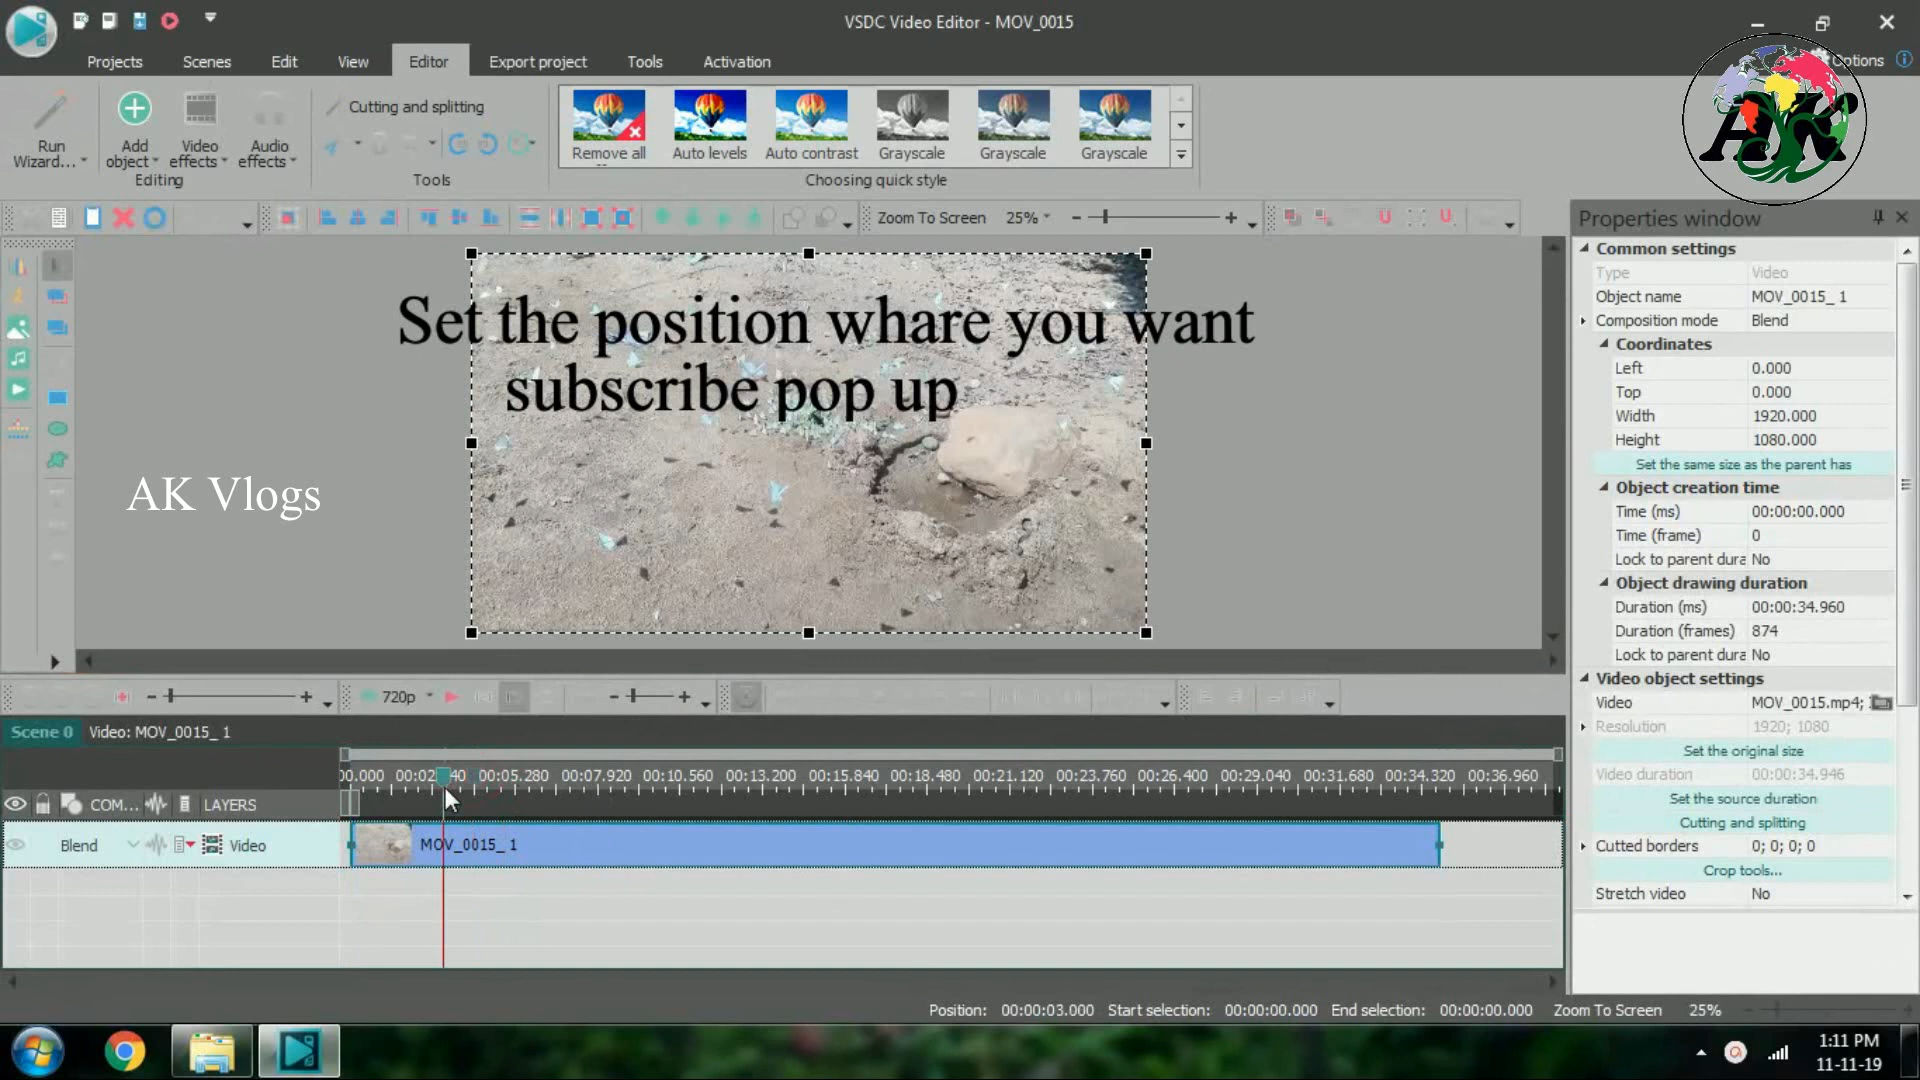 VSDC Video Editor - MOV_0015
Projects Scenes Edit View Editor Export project Tools Activation Options
Run Wizard... Add object Video effects Audio effects Cutting and splitting
Remove all Auto levels Auto contrast Grayscale Grayscale Grayscale
Editing Tools Choosing quick style
AK
Zoom To Screen 25%
Set the position whare you want
subscribe pop up
AK Vlogs
Properties window
Common settings
Type Video
Object name MOV_0015_ 1
Composition mode Blend
Coordinates
Left 0.000
Top 0.000
Width 1920.000
Height 1080.000
Set the same size as the parent has
Object creation time
Time (ms) 00:00:00.000
Time (frame) 0
Lock to parent dura No
Object drawing duration
Duration (ms) 00:00:34.960
Duration (frames) 874
Lock to parent dura No
Video object settings
Video MOV_0015.mp4;
Resolution 1920; 1080
Set the original size
Video duration 00:00:34.946
Set the source duration
Cutting and splitting
Cutted borders 0; 0; 0; 0
Crop tools...
Stretch video No
720p
Scene 0 Video: MOV_0015_ 1
00.000 00:02 40 00:05.280 00:07.920 00:10.560 00:13.200 00:15.840 00:18.480 00:21.120 00:23.760 00:26.400 00:29.040 00:31.680 00:34.320 00:36.960
COM... LAYERS
Blend Video MOV_0015_ 1
Position: 00:00:03.000 Start selection: 00:00:00.000 End selection: 00:00:00.000 Zoom To Screen 25%
1:11 PM
11-11-19